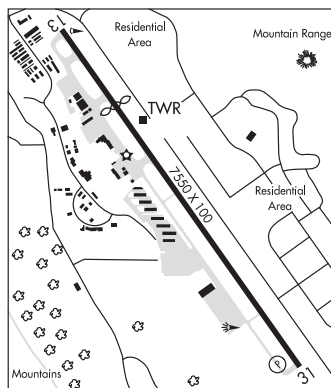 13
Residential
Area
Mountain Range
TWR
7550 X 100
Residential
Area
P
Mountains
31